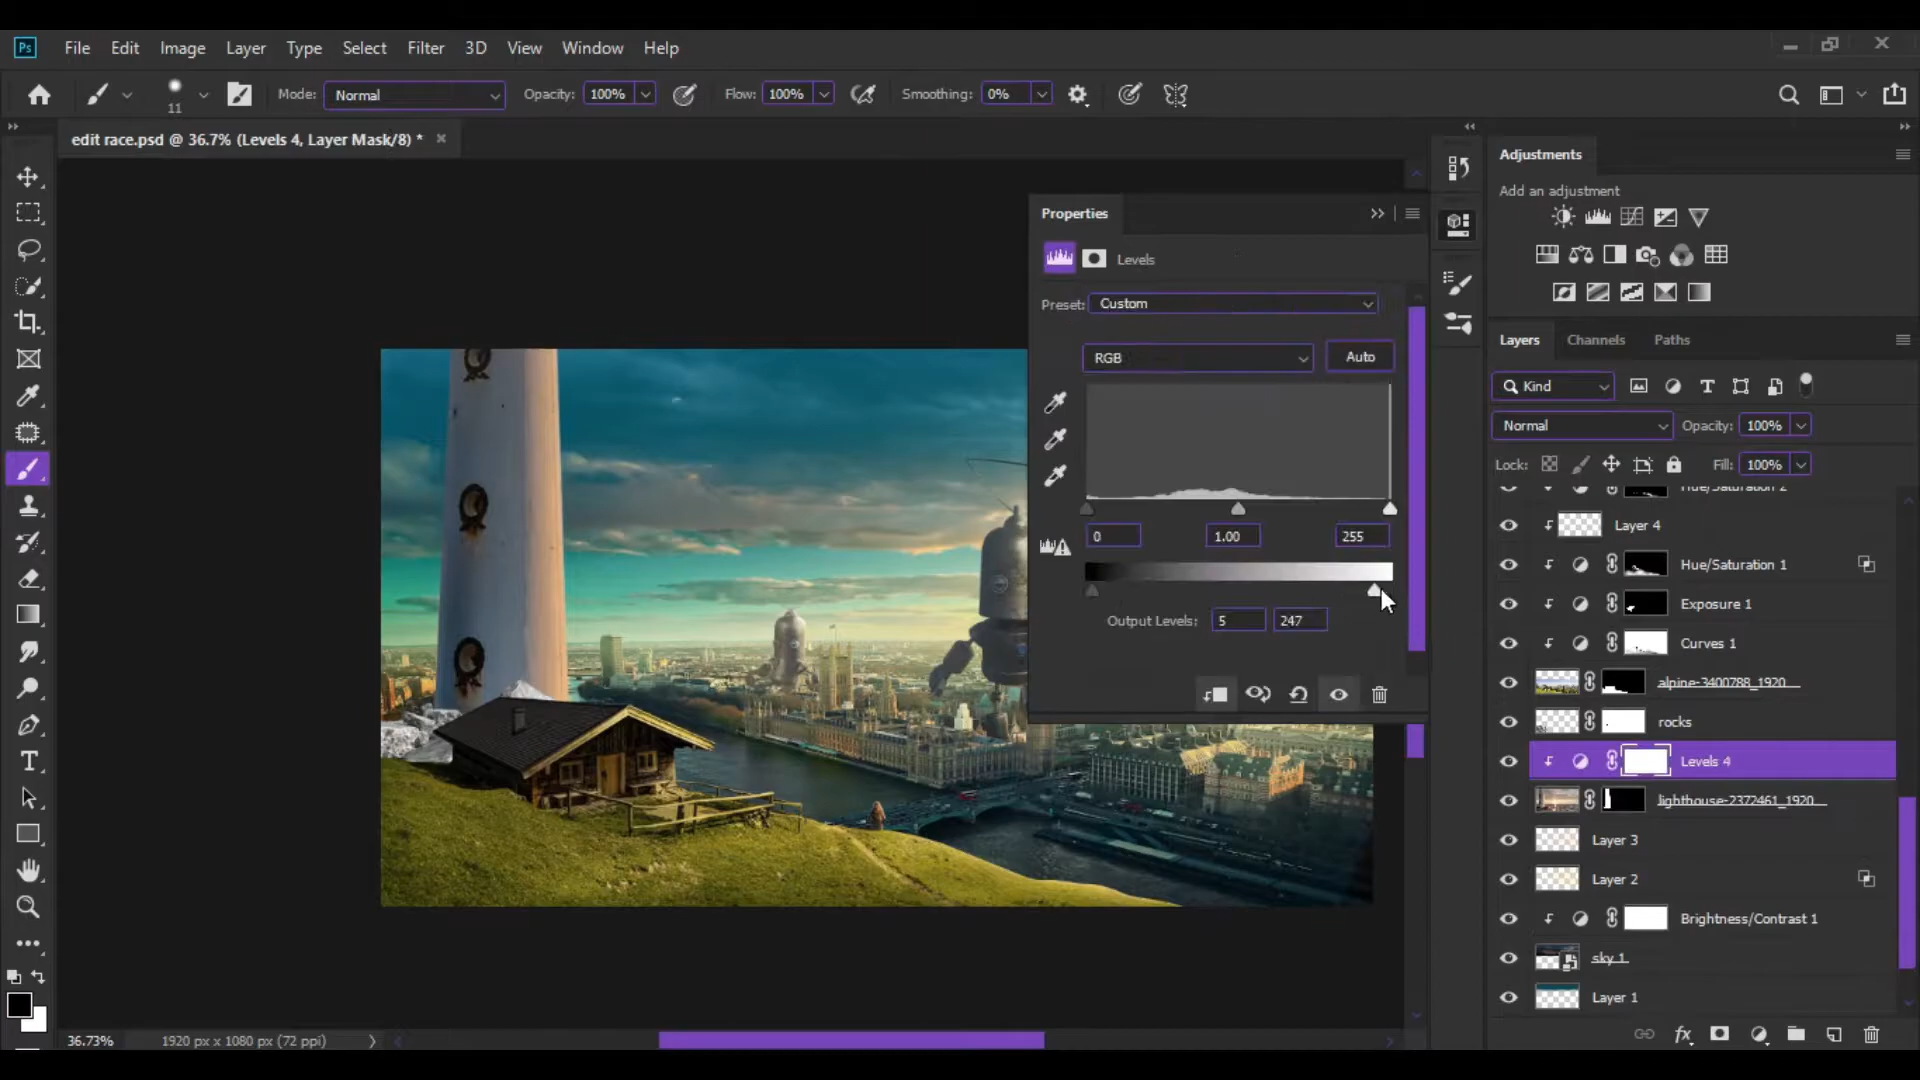 Ps File Edit Image Layer Type Select Filter 3D View Window Help
11 Mode: Normal Opacity: 100% Flow: 100% Smoothing: 0%
edit race.psd @ 36.7% (Levels 4, Layer Mask/8) *
Properties
Levels
Preset: Custom
RGB Auto
0 1.00 255
Output Levels: 5 247
Adjustments
Add an adjustment
Layers Channels Paths
Kind
Normal Opacity: 100%
Lock: Fill: 100%
Hue/Saturation 2
Layer 4
Hue/Saturation 1
Exposure 1
Curves 1
alpine-3400788_1920
rocks
Levels 4
lighthouse-2372461_1920
Layer 3
Layer 2
Brightness/Contrast 1
sky 1
Layer 1
36.73% 1920 px x 1080 px (72 ppi)